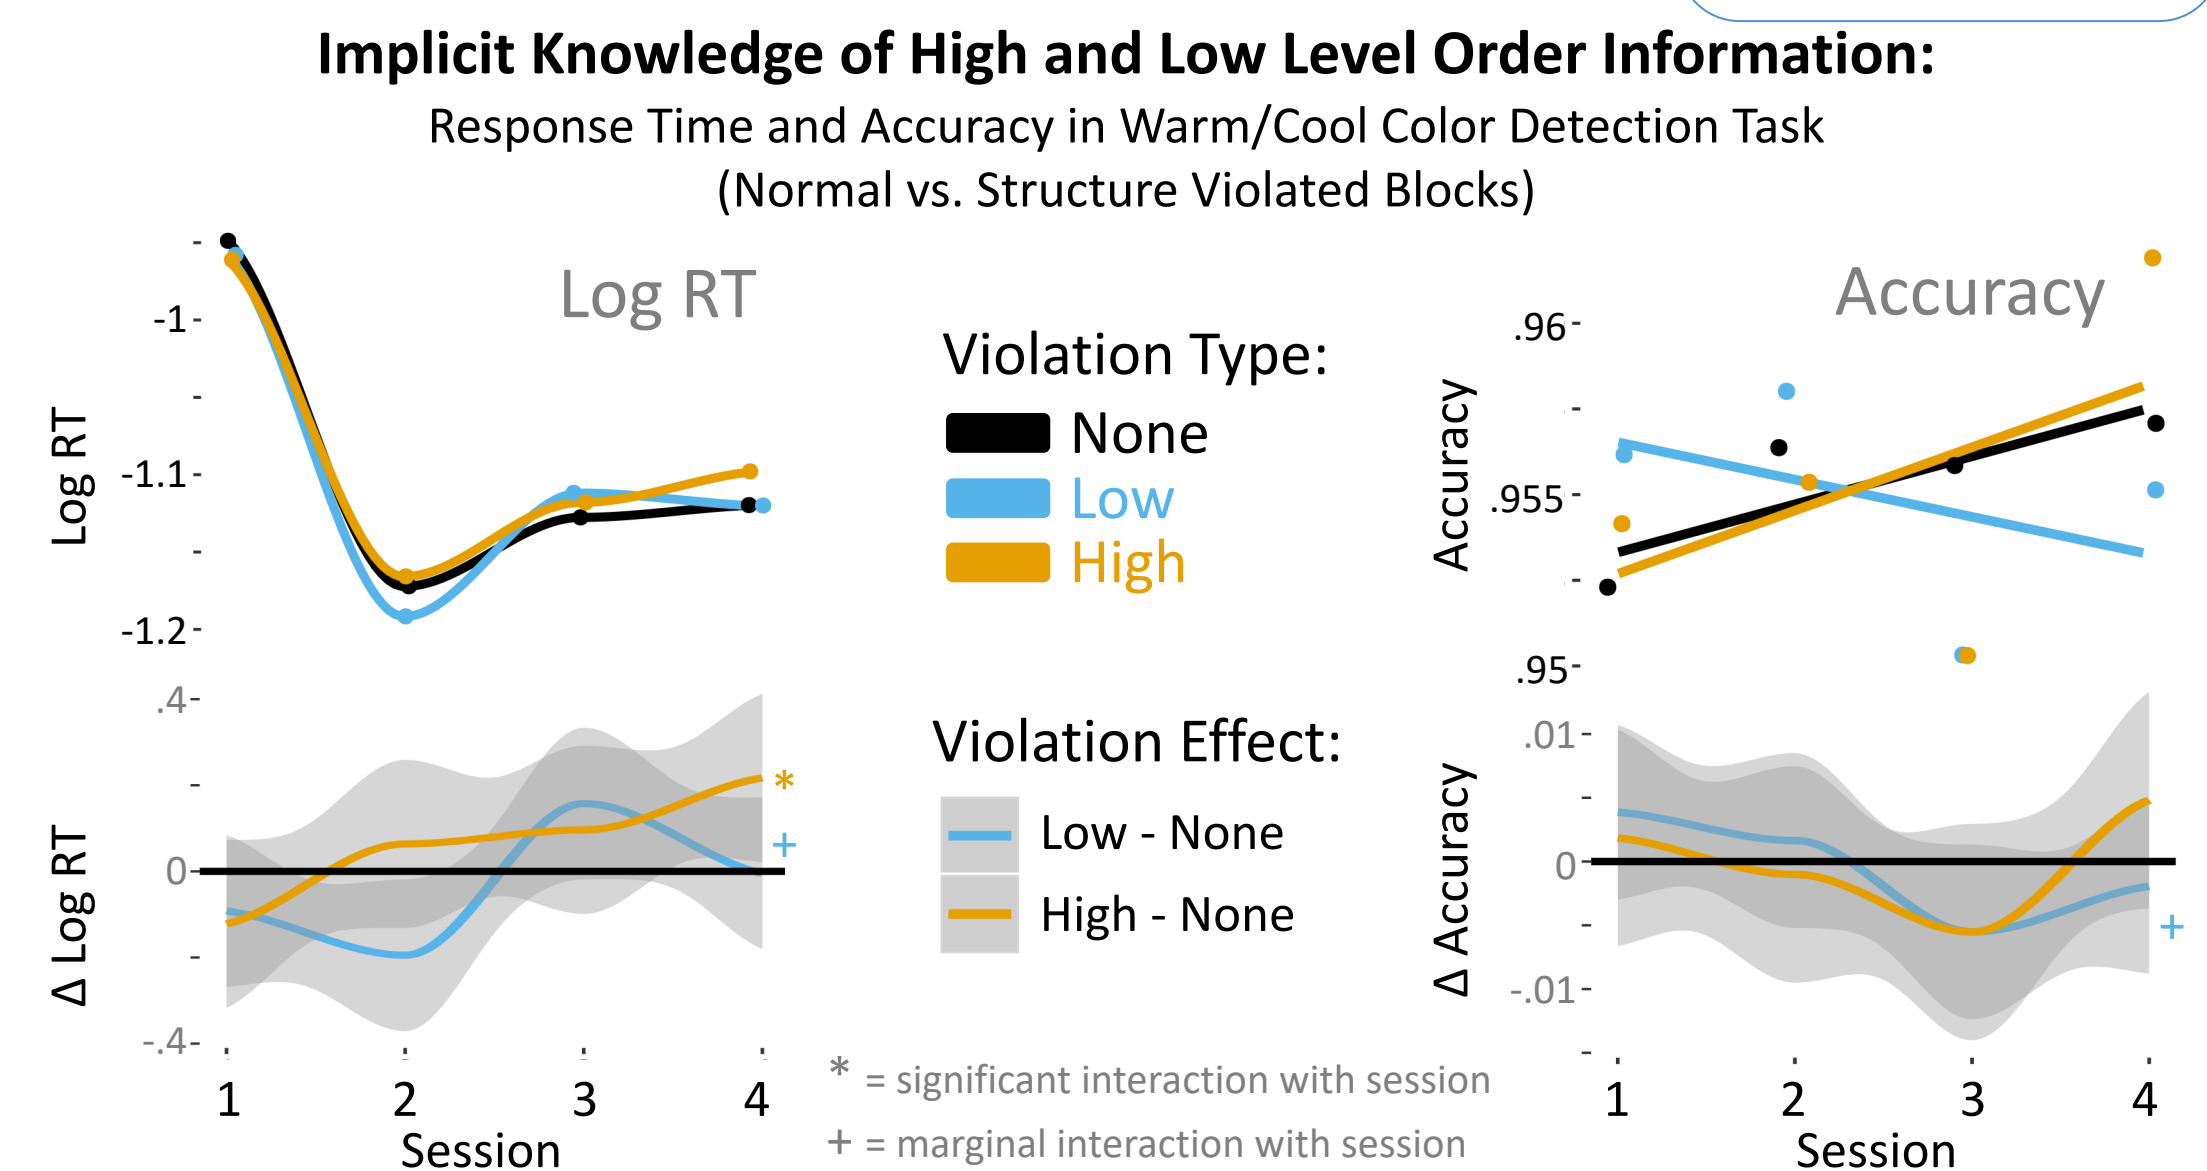 Implicit Knowledge of High and Low Level Order Information:
Response Time and Accuracy in Warm/Cool Color Detection Task
(Normal vs. Structure Violated Blocks)
Log RT
Log RT
-1
-1.1
-1.2
Violation Type:
None
Low
High
Accuracy
Accuracy
.96
.955
.95
Δ Log RT
.4
0
-.4
*
+
1 2 3 4
Session
Violation Effect:
Low - None
High - None
* = significant interaction with session
+ = marginal interaction with session
Δ Accuracy
.01
0
-.01
+
1 2 3 4
Session